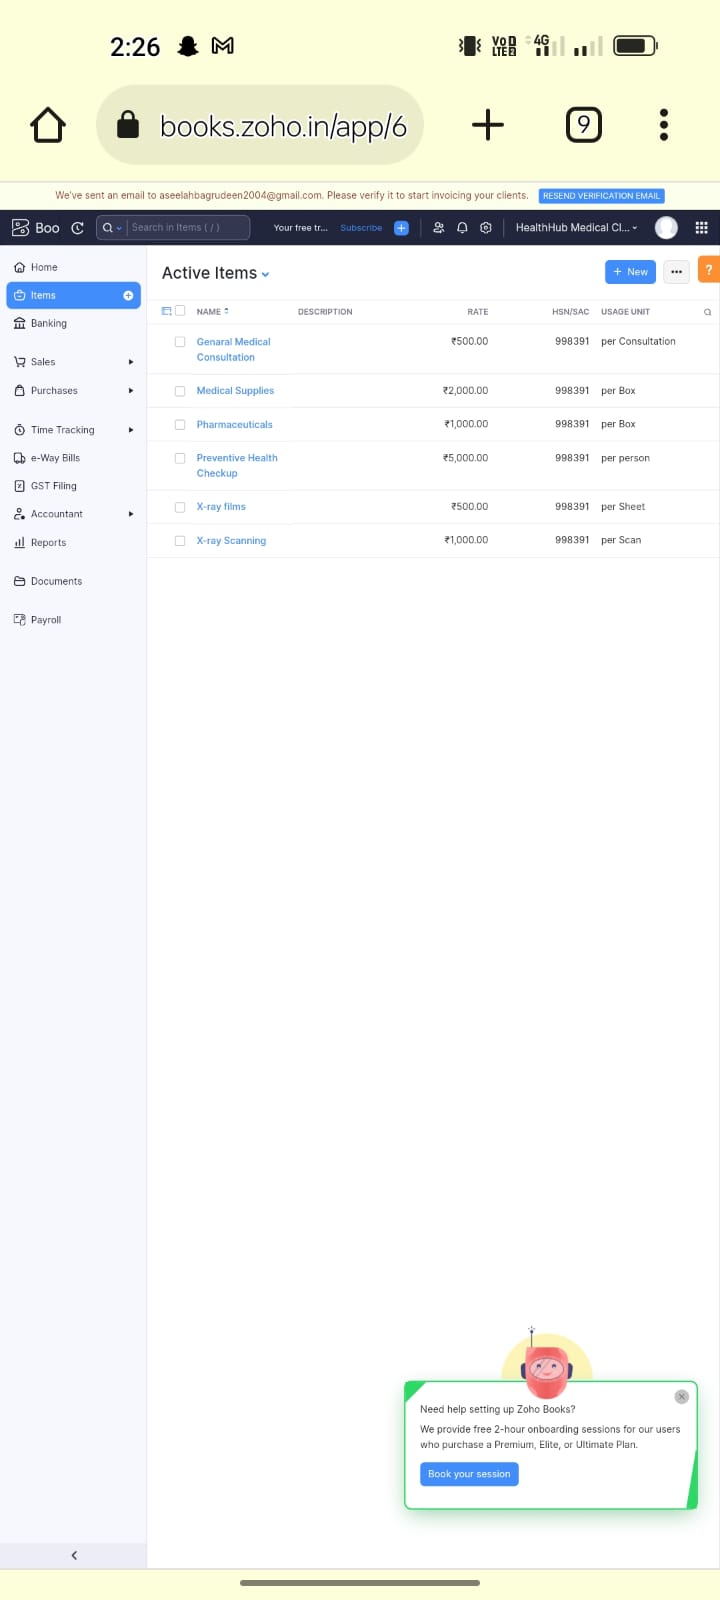 2:26 VoD LTE2 4G
books.zoho.in/app/6 9
We've sent an email to aseelahbagrudeen2004@gmail.com. Please verify it to start invoicing your clients. RESEND VERIFICATION EMAIL
Boo Search in Items ( / ) Your free tr... Subscribe HealthHub Medical Cl...
Home
Items
Banking
Sales
Purchases
Time Tracking
e-Way Bills
GST Filing
Accountant
Reports
Documents
Payroll
Active Items + New ... ?
NAME DESCRIPTION RATE HSN/SAC USAGE UNIT
Genaral Medical ₹500.00 998391 per Consultation
Consultation
Medical Supplies ₹2,000.00 998391 per Box
Pharmaceuticals ₹1,000.00 998391 per Box
Preventive Health ₹5,000.00 998391 per person
Checkup
X-ray films ₹500.00 998391 per Sheet
X-ray Scanning ₹1,000.00 998391 per Scan
Need help setting up Zoho Books?
We provide free 2-hour onboarding sessions for our users
who purchase a Premium, Elite, or Ultimate Plan.
Book your session